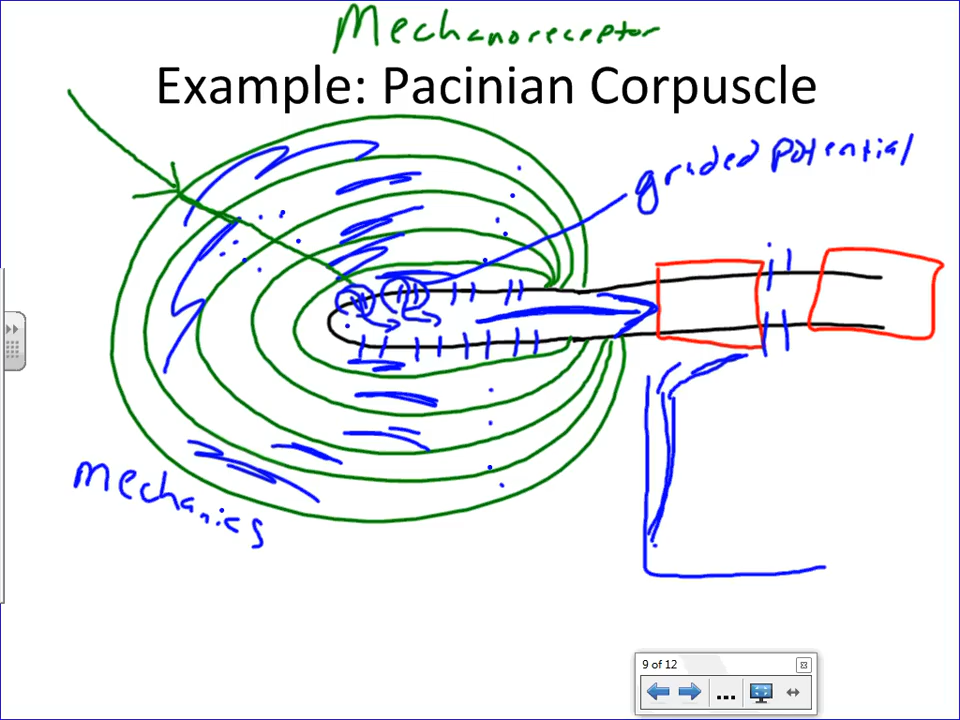 Mechanoreceptor
Example: Pacinian Corpuscle
graded potential
mechanics
9 of 12
...